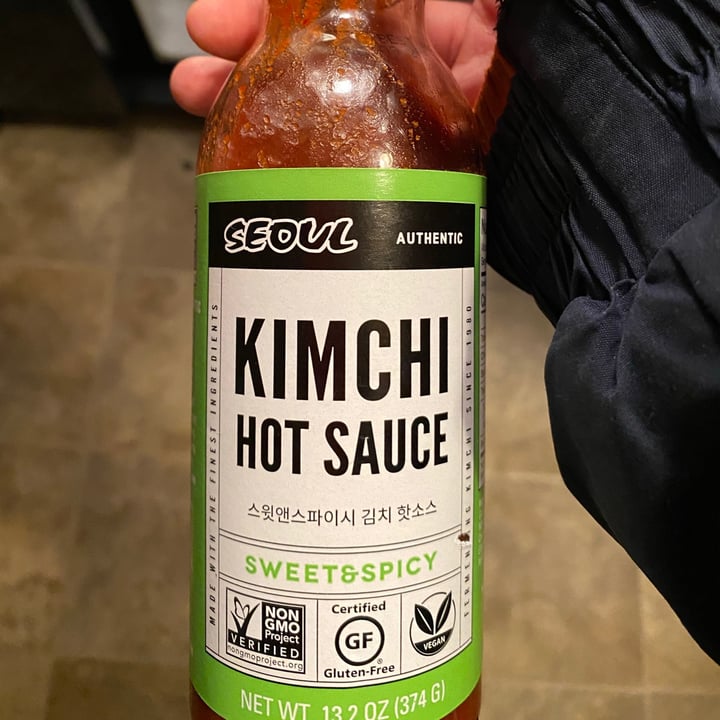 SEOUL
AUTHENTIC
KIMCHI
HOT SAUCE
스윗앤스파이시 김치 핫소스
SWEET&SPICY
MADE WITH THE FINEST INGREDIENTS
KIMCHI SINCE 1980
NON
GMO
Project
VERIFIED
nongmoproject.org
Certified
GF
®
Gluten-Free
VEGAN
NET WT. 13.2 OZ (374 G)